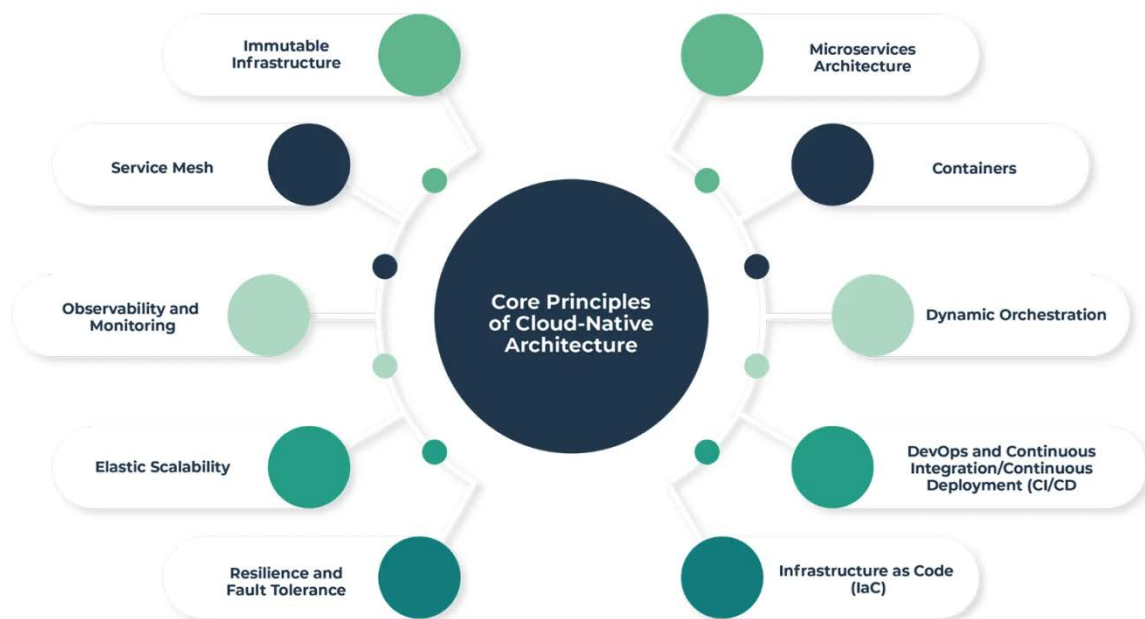 Immutable
Infrastructure
Microservices
Architecture
Service Mesh
Containers
Observability and
Monitoring
Core Principles
of Cloud-Native
Architecture
Dynamic Orchestration
Elastic Scalability
DevOps and Continuous
Integration/Continuous
Deployment (CI/CD
Resilience and
Fault Tolerance
Infrastructure as Code
(IaC)